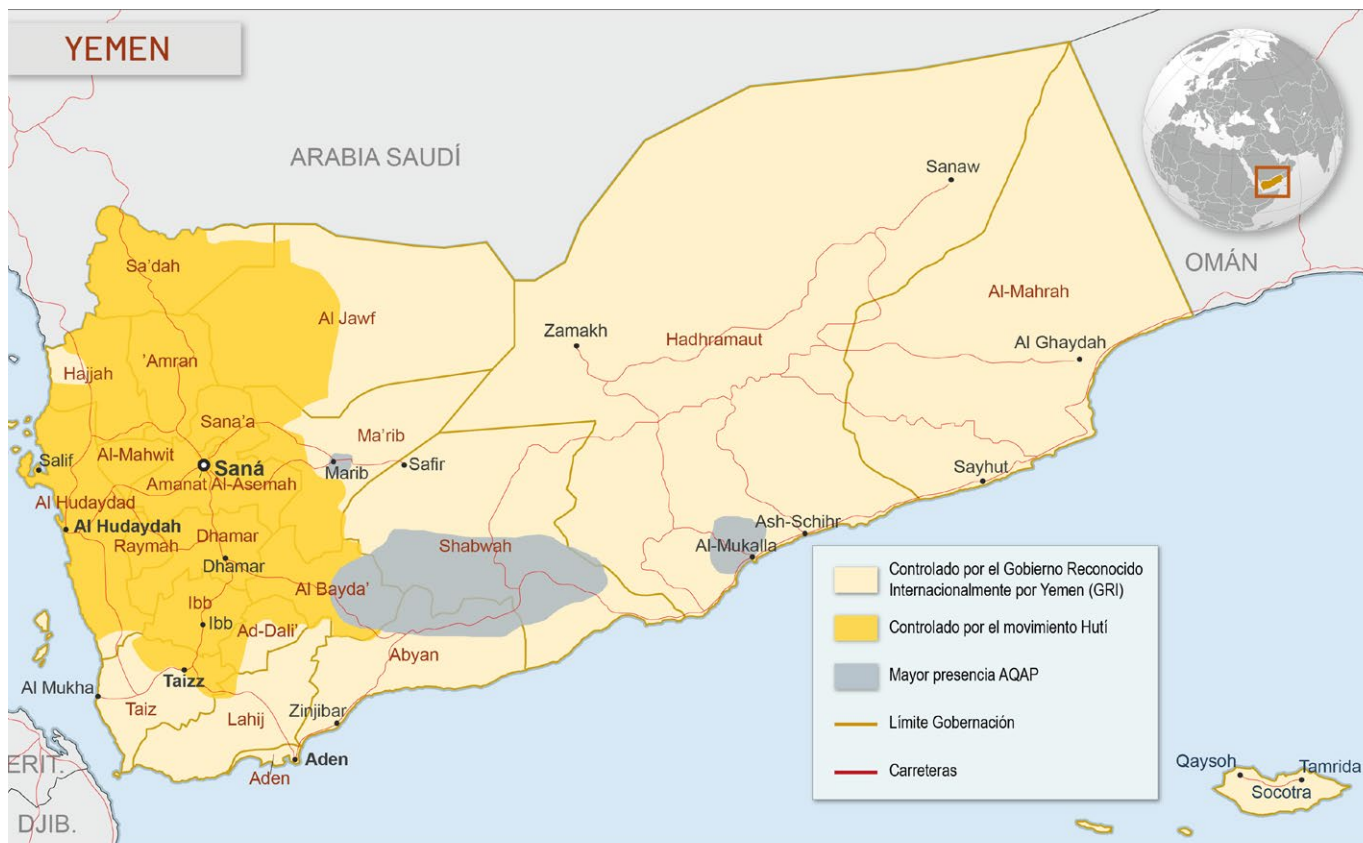 YEMEN
ARABIA SAUDÍ
OMÁN
Sanaw
Sa'dah
Al-Mahrah
Al Jawf
Zamakh
Hadhramaut
Al Ghaydah
'Amran
Hajjah
Sana'a
Ma'rib
Al-Mahwit
Salif
Saná
Marib
Safir
Sayhut
Amanat Al-Asemah
Al Hudaydad
Al Hudaydah
Ash-Schihr
Dhamar
Raymah
Shabwah
Al-Mukalla
Dhamar
Al Bayda'
Ibb
Ibb
Ad-Dali'
Abyan
Taizz
Al Mukha
Taiz
Lahij
Zinjibar
Aden
Aden
ERIT.
DJIB.
Controlado por el Gobierno Reconocido
Internacionalmente por Yemen (GRI)
Controlado por el movimiento Hutí
Mayor presencia AQAP
Límite Gobernación
Carreteras
Qaysoh
Tamrida
Socotra